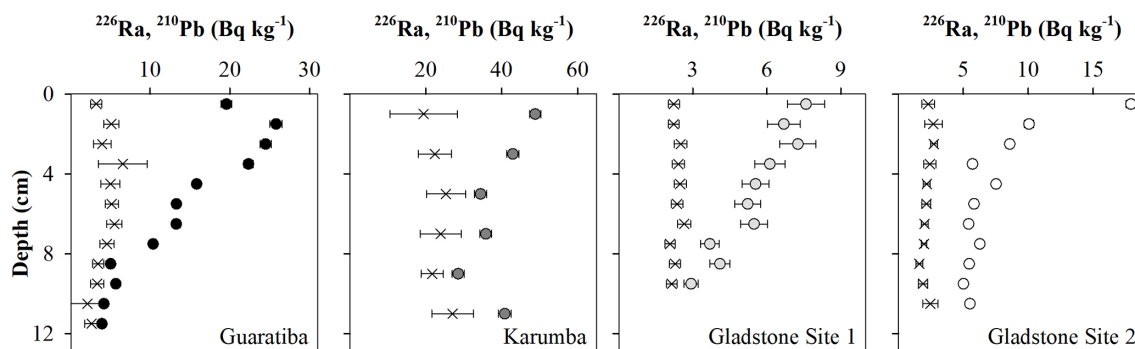 ²²⁶Ra, ²¹⁰Pb (Bq kg⁻¹) ²²⁶Ra, ²¹⁰Pb (Bq kg⁻¹) ²²⁶Ra, ²¹⁰Pb (Bq kg⁻¹) ²²⁶Ra, ²¹⁰Pb (Bq kg⁻¹)
10 20 30 20 40 60 3 6 9 5 10 15
0
4
8
12
Depth (cm)
Guaratiba Karumba Gladstone Site 1 Gladstone Site 2